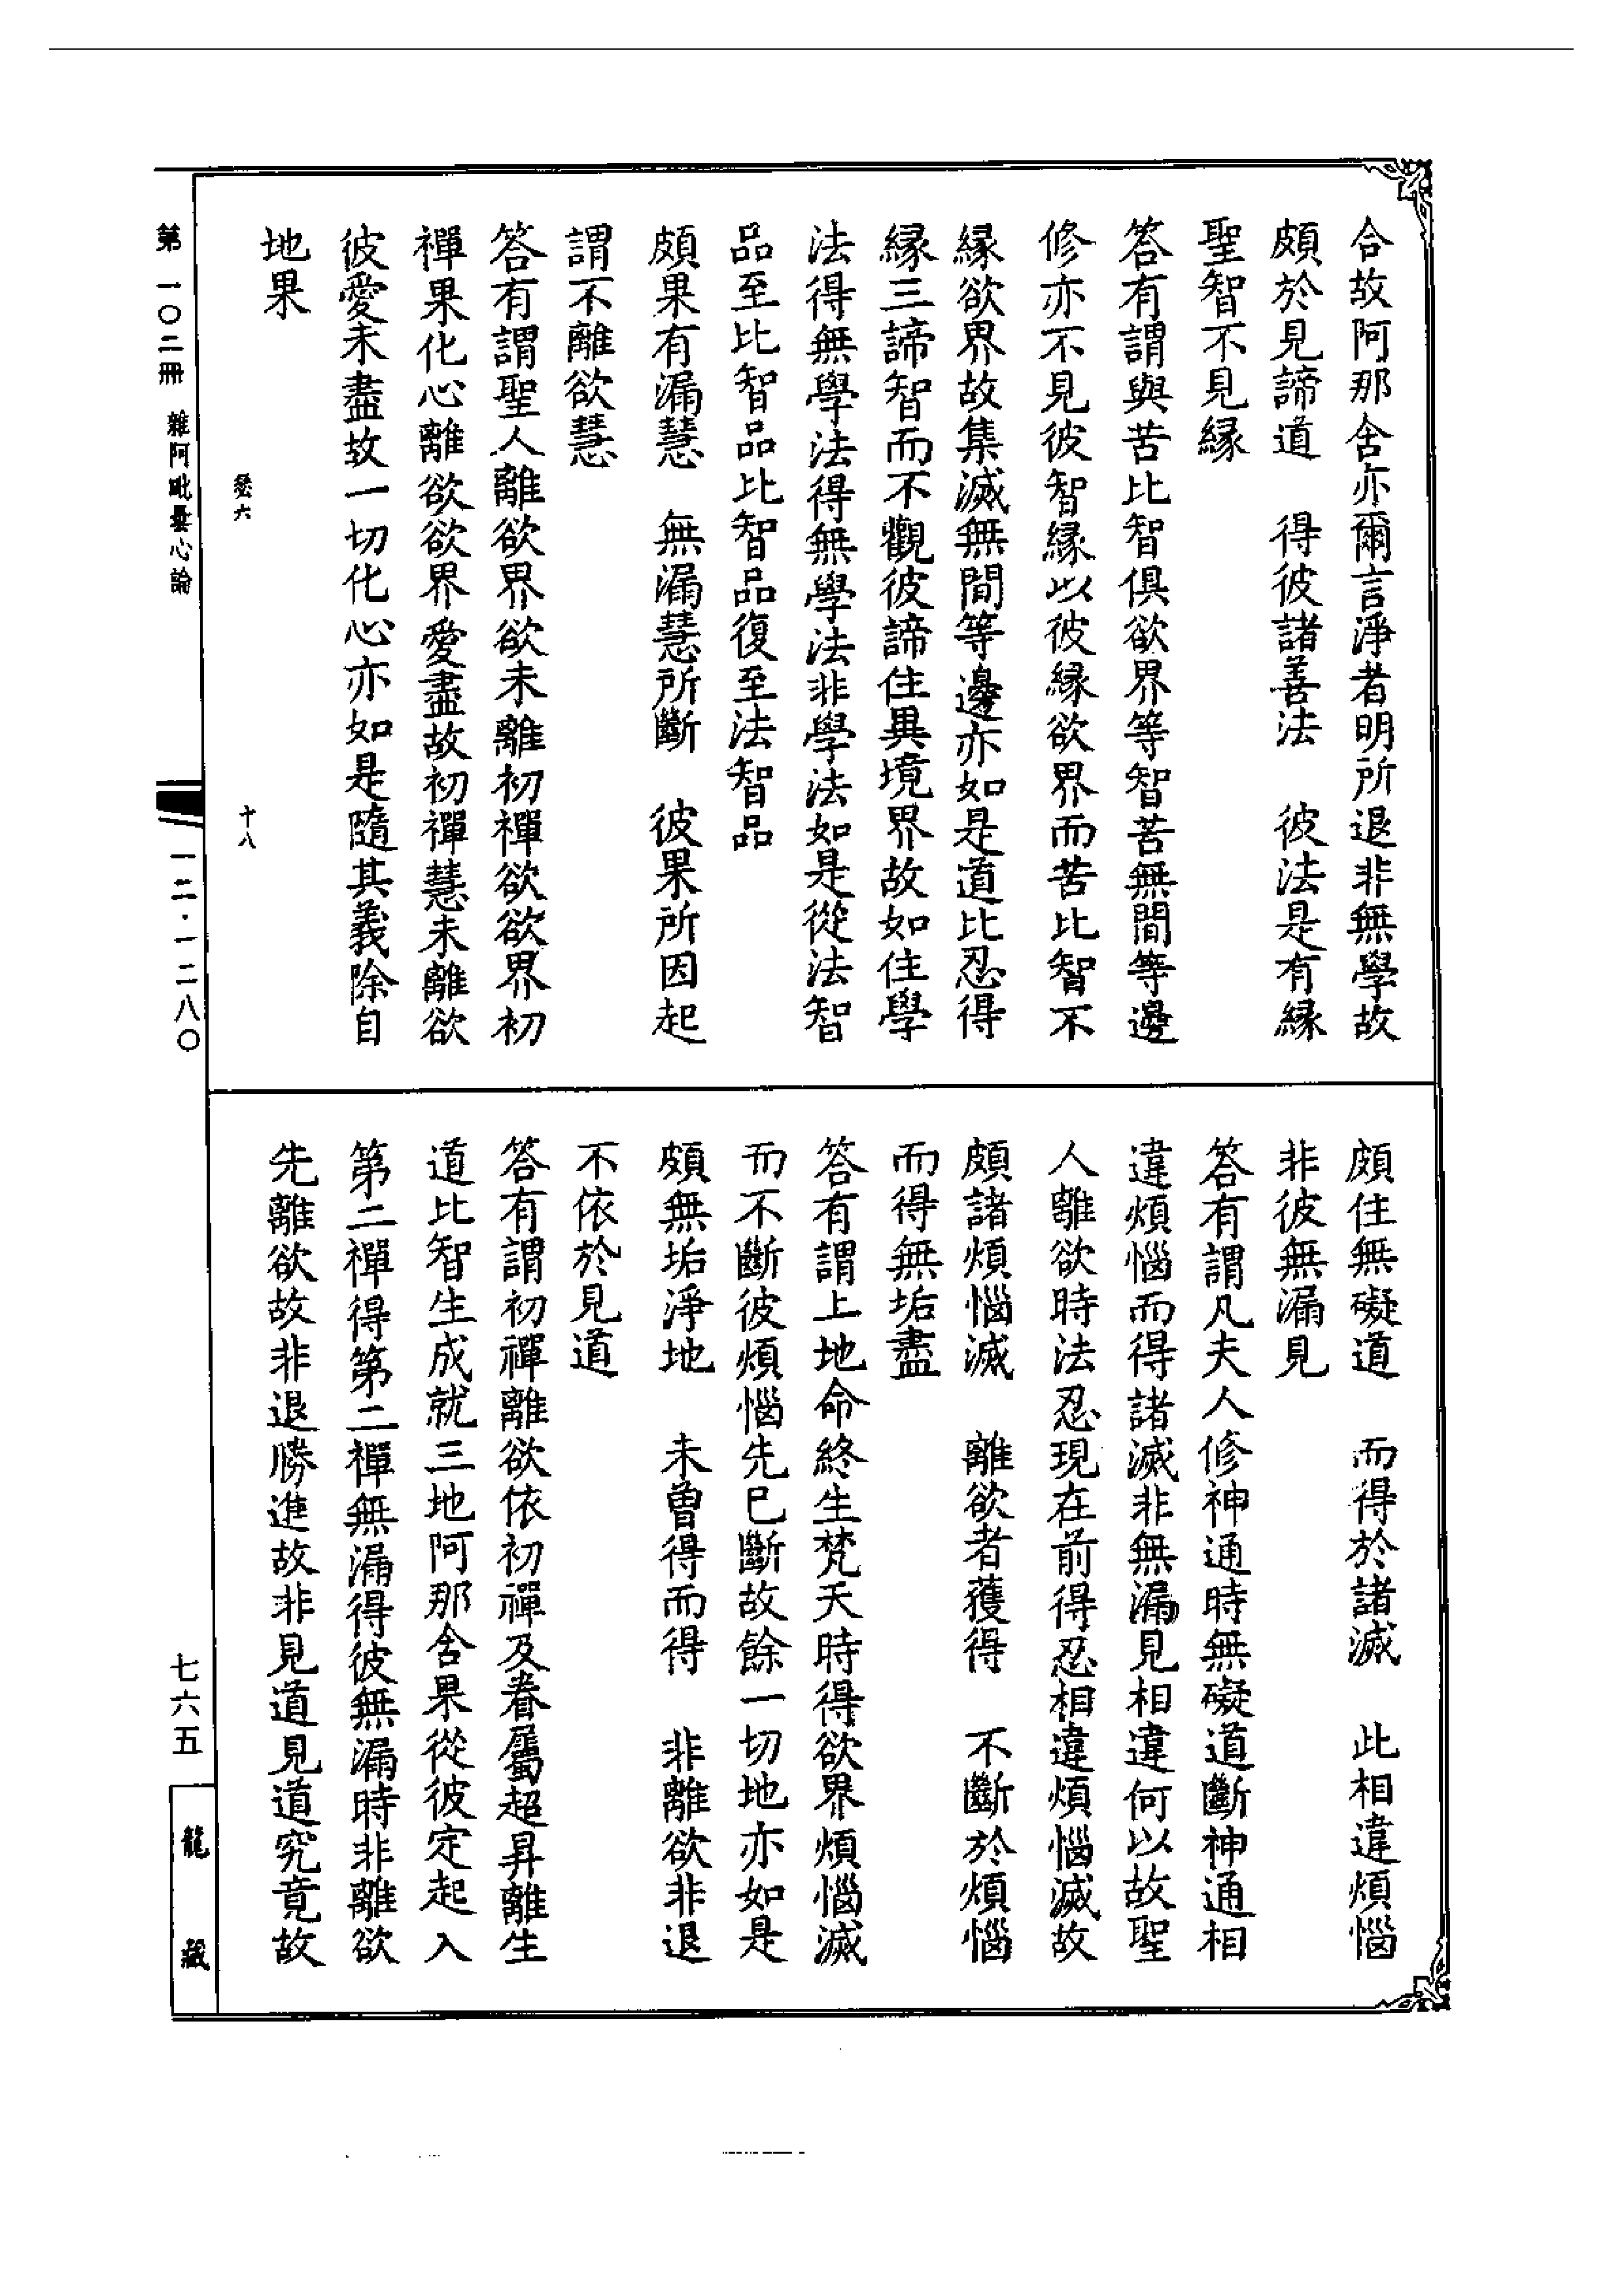 合故阿那含亦爾言淨者明所退非無學故
頗於見諦道　得彼諸善法　彼法是有緣
聖智不見緣
答有謂與苦比智俱欲界等智苦無間等邊
修亦不見彼智緣以彼緣欲界而苦比智不
緣欲界故集滅無間等邊亦如是道比忍得
緣三諦智而不觀彼諦住異境界故如住學
法得無學法得無學法非學法如是從法智
品至比智品比智品復至法智品
頗果有漏慧　無漏慧所斷　彼果所因起
謂不離欲慧
答有謂聖人離欲界欲未離初禪欲欲界初
禪果化心離欲欲界愛盡故初禪慧未離欲
彼愛未盡故一切化心亦如是隨其義除自
地果
頗住無礙道　而得於諸滅　此相違煩惱
非彼無漏見
答有謂凡夫人修神通時無礙道斷神通相
違煩惱而得諸滅非無漏見相違何以故聖
人離欲時法忍現在前得忍相違煩惱滅故
頗諸煩惱滅　離欲者獲得　不斷於煩惱
而得無垢盡
答有謂上地命終生梵天時得欲界煩惱滅
而不斷彼煩惱先已斷故餘一切地亦如是
頗無垢淨地　未曾得而得　非離欲非退
不依於見道
答有謂初禪離欲依初禪及眷屬超昇離生
道比智生成就三地阿那含果從彼定起入
第二禪得第二禪無漏得彼無漏時非離欲
先離欲故非退勝進故非見道見道究竟故
六
十八
第一〇二冊　雜阿毗曇心論
一二·一二八〇
七六五
龍藏